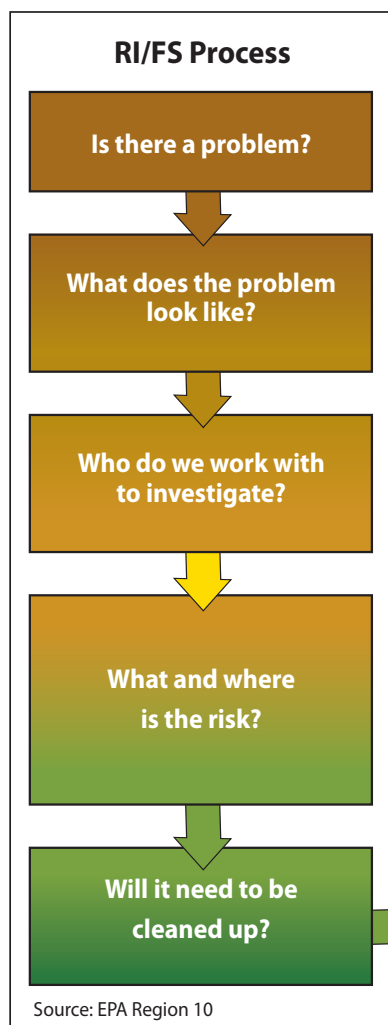 RI/FS Process
Is there a problem?
What does the problem
look like?
Who do we work with
to investigate?
What and where
is the risk?
Will it need to be
cleaned up?
Source: EPA Region 10